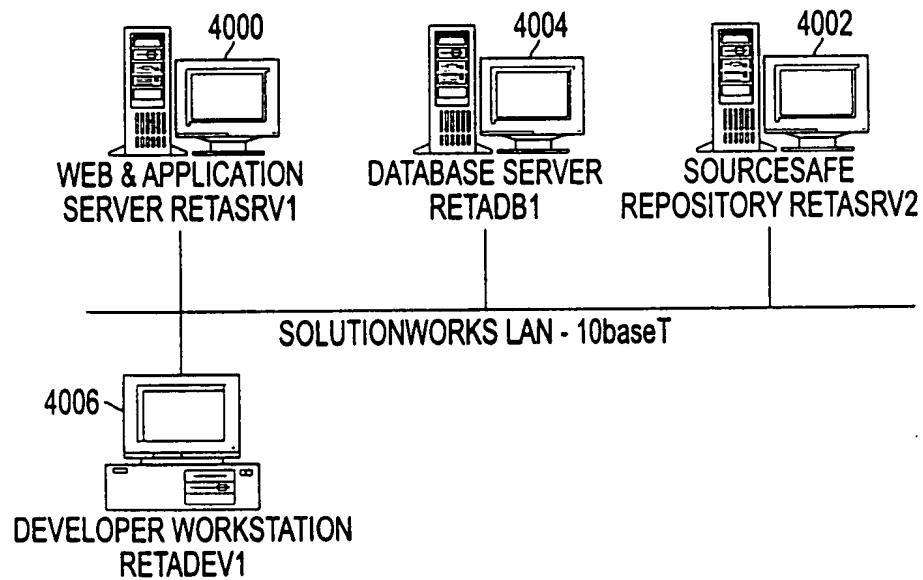 4000
WEB & APPLICATION
SERVER RETASRV1
4004
DATABASE SERVER
RETADB1
4002
SOURCESAFE
REPOSITORY RETASRV2
SOLUTIONWORKS LAN - 10baseT
4006
DEVELOPER WORKSTATION
RETADEV1